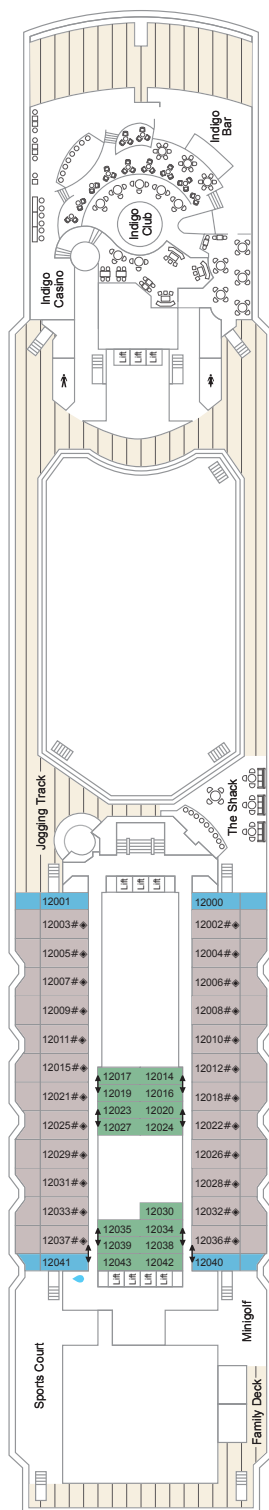 Indigo
Bar
Indigo
Club
Indigo
Casino
Lift
Lift
Lift
Jogging Track
The Shack
Lift
Lift
Lift
Lift
12001
12000
12003#◈
12002#◈
12005#◈
12004#◈
12007#◈
12006#◈
12009#◈
12008#◈
12011#◈
12010#◈
12015#◈
12017
12014
12012#◈
12021#◈
12019
12016
12018#◈
12025#◈
12023
12020
12022#◈
12027
12024
12029#◈
12026#◈
12031#◈
12028#◈
12033#◈
12030
12032#◈
12035
12034
12037#◈
12039
12038
12036#◈
12041
12043
12042
12040
Lift
Lift
Lift
Lift
Sports Court
Minigolf
Family Deck